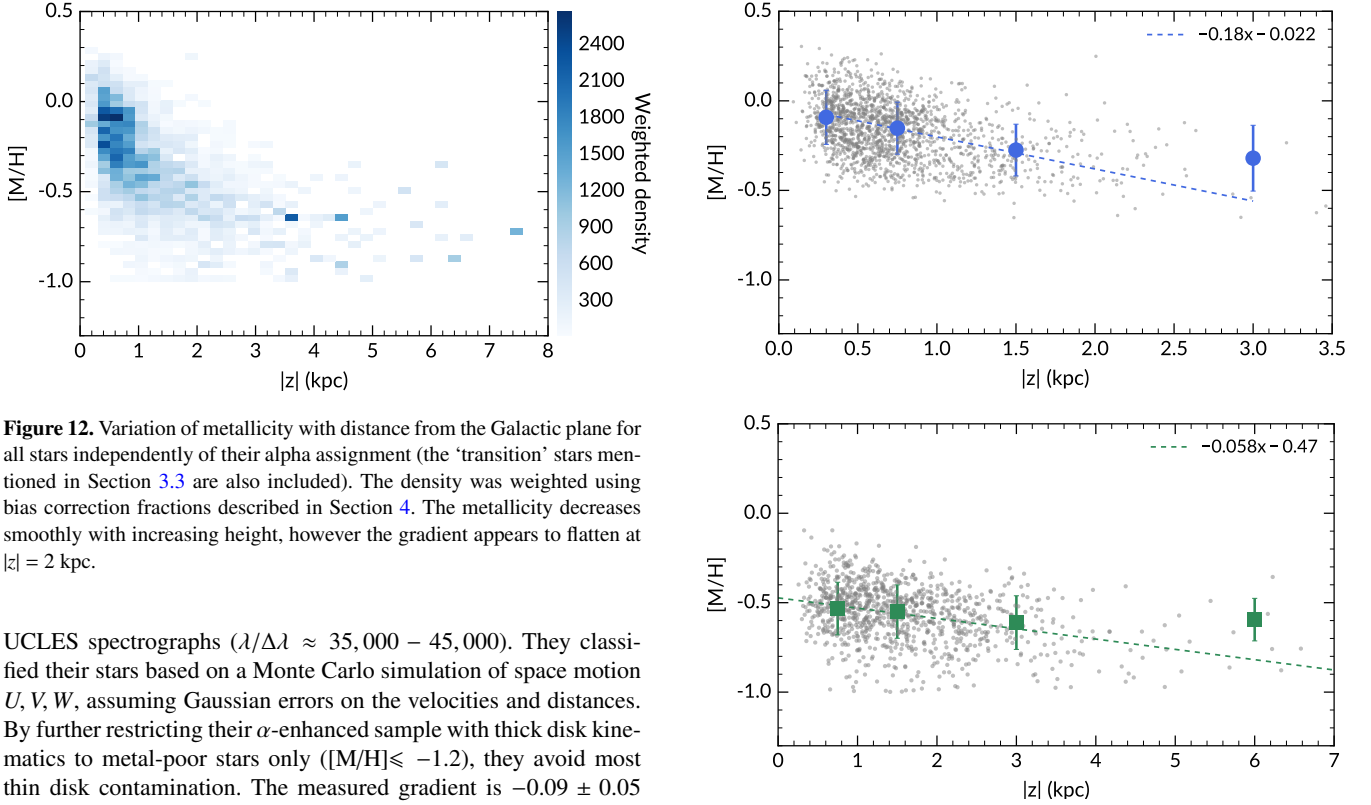 0.5
0.0
-0.5
-1.0
[M/H]
0 1 2 3 4 5 6 7 8
|z| (kpc)
2400
2100
1800
1500
1200
900
600
300
Weighted density
Figure 12. Variation of metallicity with distance from the Galactic plane for
all stars independently of their alpha assignment (the ‘transition’ stars men-
tioned in Section 3.3 are also included). The density was weighted using
bias correction fractions described in Section 4. The metallicity decreases
smoothly with increasing height, however the gradient appears to flatten at
|z| = 2 kpc.
UCLES spectrographs (λ/Δλ ≈ 35,000 − 45,000). They classi-
fied their stars based on a Monte Carlo simulation of space motion
U, V, W, assuming Gaussian errors on the velocities and distances.
By further restricting their α-enhanced sample with thick disk kine-
matics to metal-poor stars only ([M/H]⩽ −1.2), they avoid most
thin disk contamination. The measured gradient is −0.09 ± 0.05
0.5
0.0
-0.5
-1.0
[M/H]
−0.18x − 0.022
0.0 0.5 1.0 1.5 2.0 2.5 3.0 3.5
|z| (kpc)
0.5
0.0
-0.5
-1.0
[M/H]
−0.058x − 0.47
0 1 2 3 4 5 6 7
|z| (kpc)